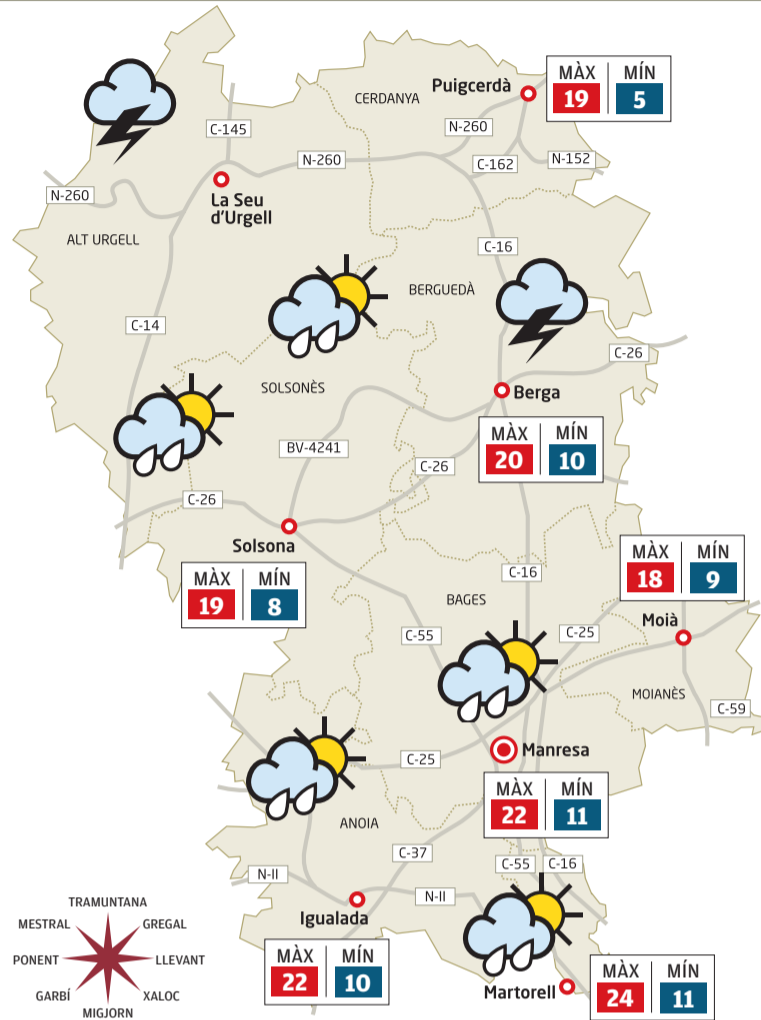 Puigcerdà
MÀX MÍN
19 5
CERDANYA
C-145
N-260
N-260
C-162
N-152
N-260
La Seu
d'Urgell
ALT URGELL
C-16
BERGUEDÀ
C-14
C-26
SOLSONÈS
Berga
MÀX MÍN
20 10
BV-4241
C-26
C-26
Solsona
MÀX MÍN
19 8
MÀX MÍN
18 9
C-16
BAGES
Moià
C-55
C-25
MOIANÈS
C-59
Manresa
C-25
MÀX MÍN
22 11
ANOIA
C-37
C-55
C-16
N-II
N-II
Igualada
MÀX MÍN
22 10
Martorell
MÀX MÍN
24 11
TRAMUNTANA
MESTRAL
GREGAL
PONENT
LLEVANT
GARBÍ
XALOC
MIGJORN